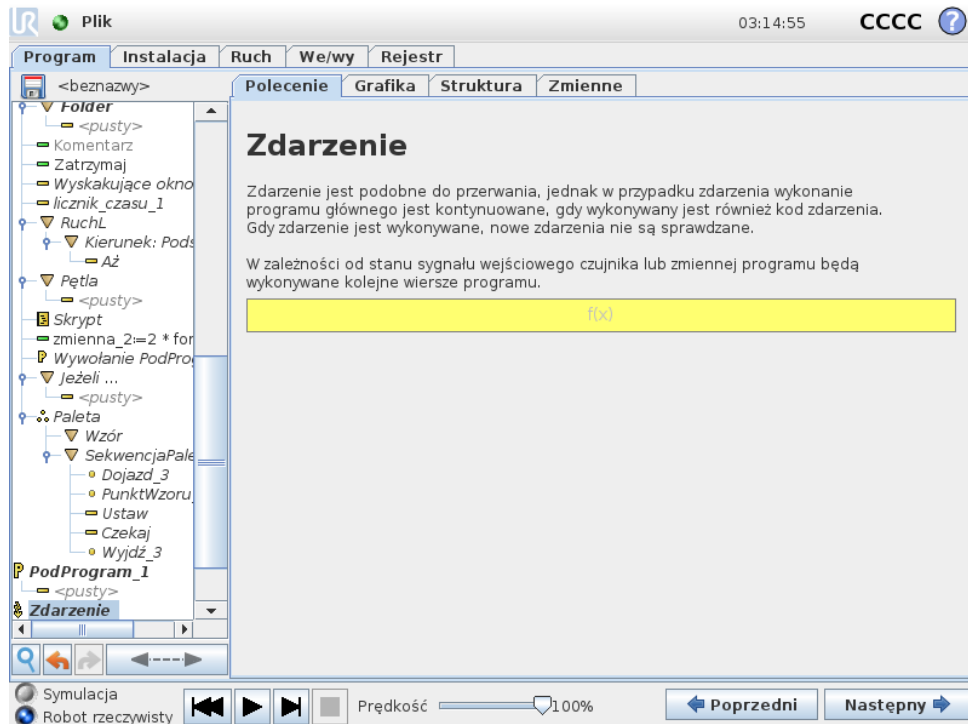 UR Plik 03:14:55 CCCC ?
Program Instalacja Ruch We/wy Rejestr
<beznazwy>
Polecenie Grafika Struktura Zmienne
Folder
<pusty>
Komentarz
Zatrzymaj
Wyskakujące okno
licznik_czasu_1
RuchL
Kierunek: Pods
Aż
Pętla
<pusty>
Skrypt
zmienna_2:=2 * for
Wywołanie PodPro
Jeżeli ...
<pusty>
Paleta
Wzór
SekwencjaPale
Dojazd_3
PunktWzoru_
Ustaw
Czekaj
Wyjdź_3
PodProgram_1
<pusty>
Zdarzenie
Zdarzenie
Zdarzenie jest podobne do przerwania, jednak w przypadku zdarzenia wykonanie
programu głównego jest kontynuowane, gdy wykonywany jest również kod zdarzenia.
Gdy zdarzenie jest wykonywane, nowe zdarzenia nie są sprawdzane.
W zależności od stanu sygnału wejściowego czujnika lub zmiennej programu będą
wykonywane kolejne wiersze programu.
f(x)
Symulacja
Robot rzeczywisty
Prędkość 100%
Poprzedni Następny